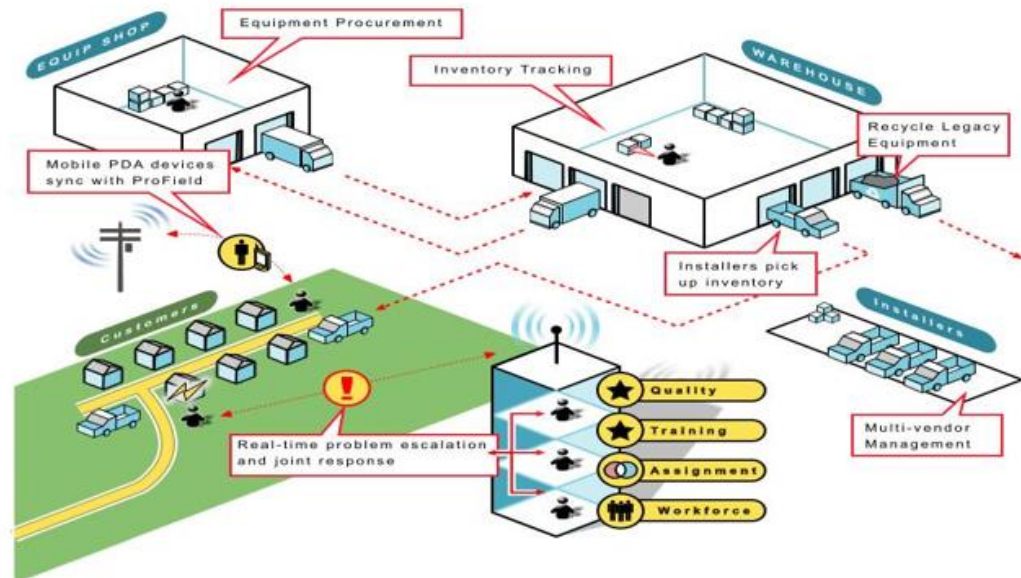 EQUIP SHOP
Equipment Procurement
WAREHOUSE
Inventory Tracking
Recycle Legacy
Equipment
Mobile PDA devices
sync with ProField
Installers pick
up inventory
Customers
Installers
Multi-vendor
Management
Real-time problem escalation
and joint response
Quality
Training
Assignment
Workforce